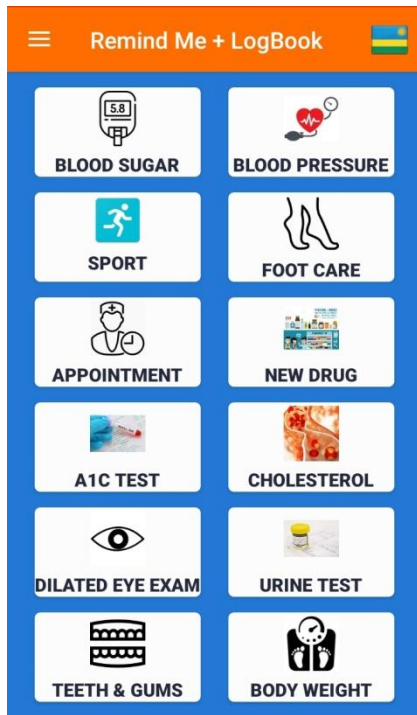 Remind Me + LogBook
5.8
BLOOD SUGAR
BLOOD PRESSURE
SPORT
FOOT CARE
APPOINTMENT
NEW DRUG
A1C TEST
CHOLESTEROL
DILATED EYE EXAM
URINE TEST
TEETH & GUMS
BODY WEIGHT